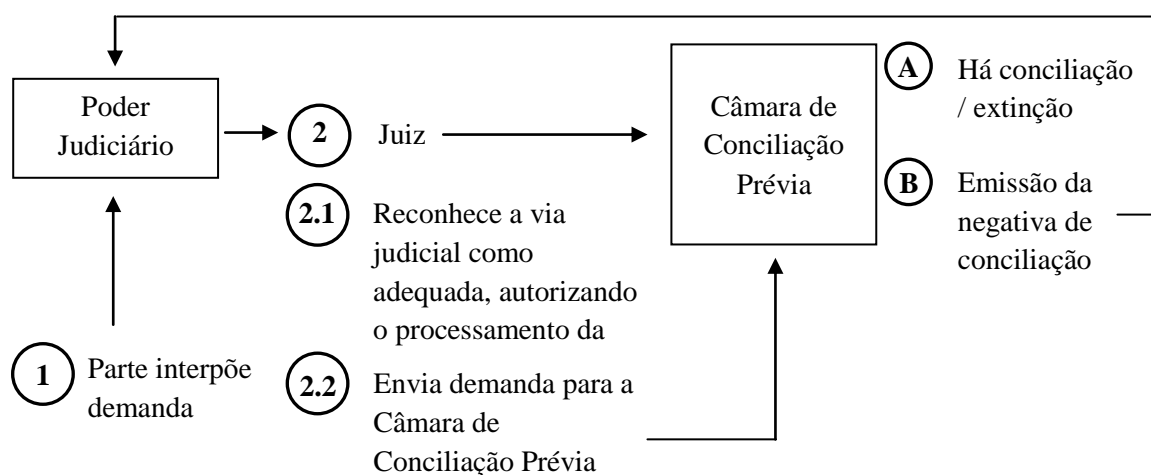 Poder
Judiciário
2
Juiz
2.1
Reconhece a via
judicial como
adequada, autorizando
o processamento da
1
Parte interpõe
demanda
2.2
Envia demanda para a
Câmara de
Conciliação Prévia
Câmara de
Conciliação
Prévia
A
Há conciliação
/ extinção
B
Emissão da
negativa de
conciliação